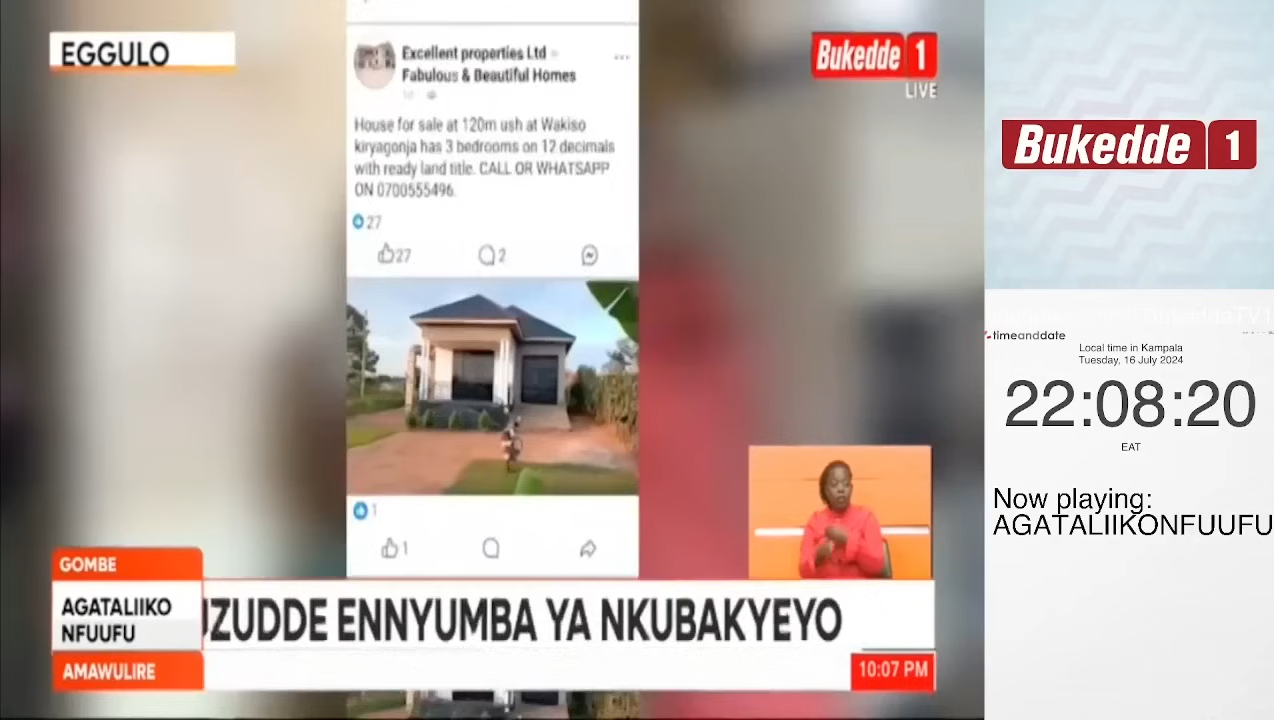 EGGULO
Excellent properties Ltd
Fabulous & Beautiful Homes
House for sale at 120m ush at Wakiso
kiryagonja has 3 bedrooms on 12 decimals
with ready land title. CALL OR WHATSAPP
ON 0700555496.
27
27
2
1
1
Bukedde 1
LIVE
GOMBE
AGATALIIKO
NFUUFU
UZUDDE ENNYUMBA YA NKUBAKYEYO
AMAWULIRE
10:07 PM
Bukedde 1
timeanddate
Local time in Kampala
Tuesday, 16 July 2024
22:08:20
EAT
Now playing:
AGATALIIKONFUUFU